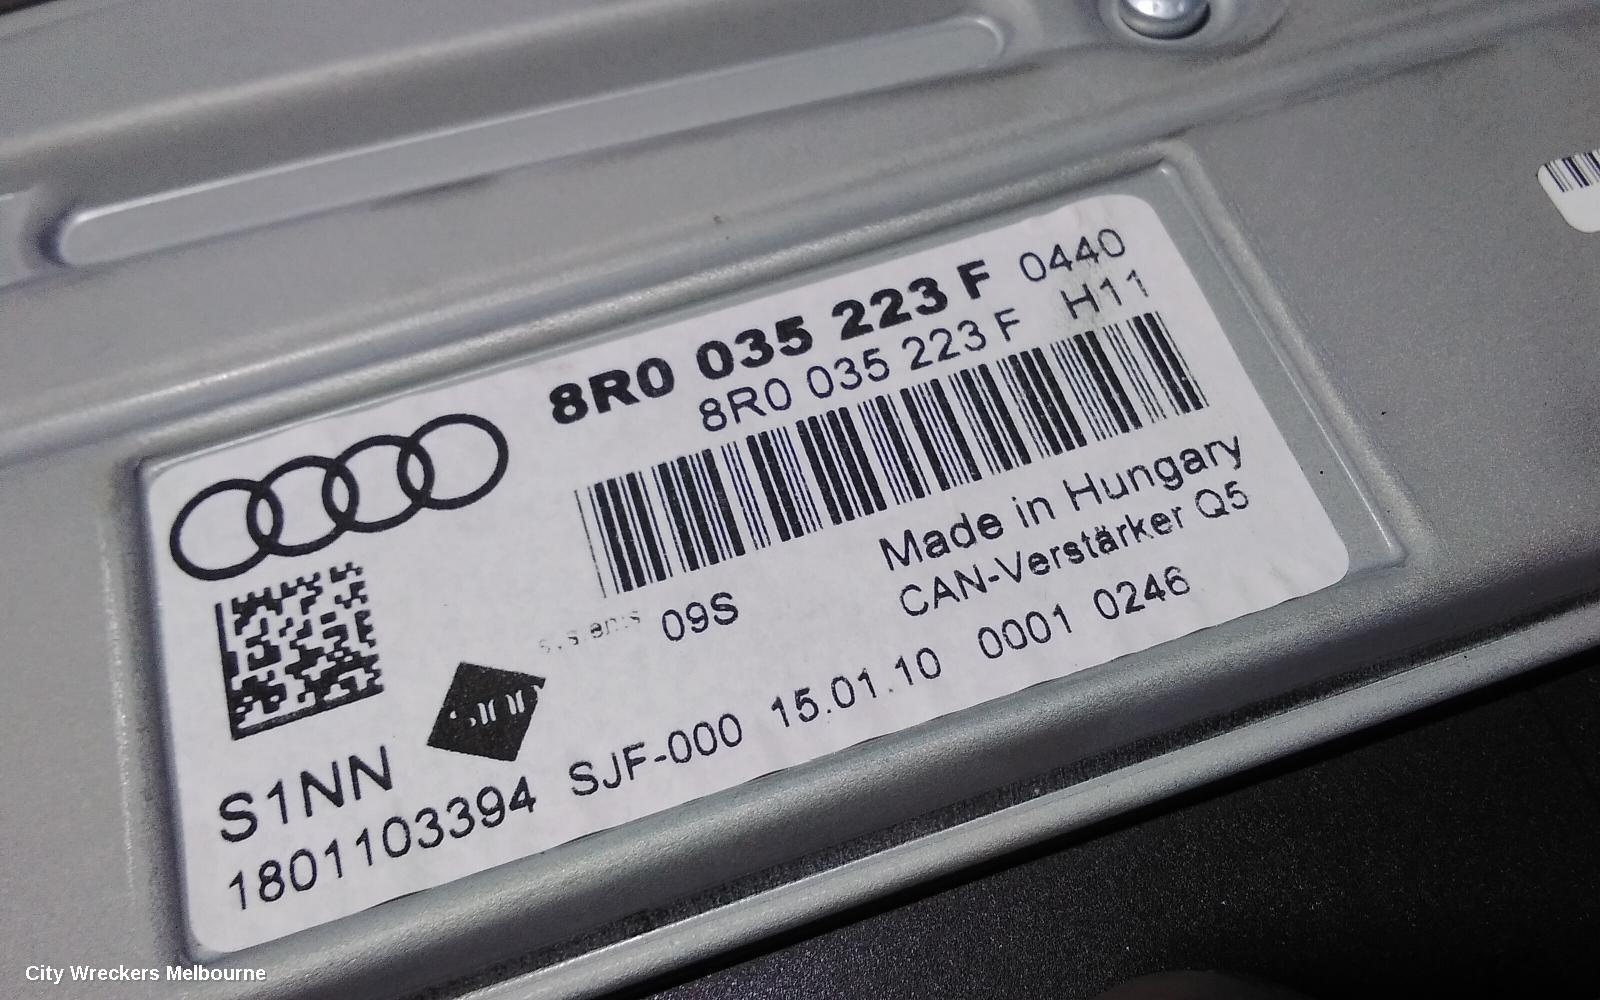 8R0 035 223 F 0440
8R0 035 223 F H11
Made in Hungary
09S CAN-Verstärker Q5
S1NN
1801103394 SJF-000 15.01.10 0001 0246
City Wreckers Melbourne